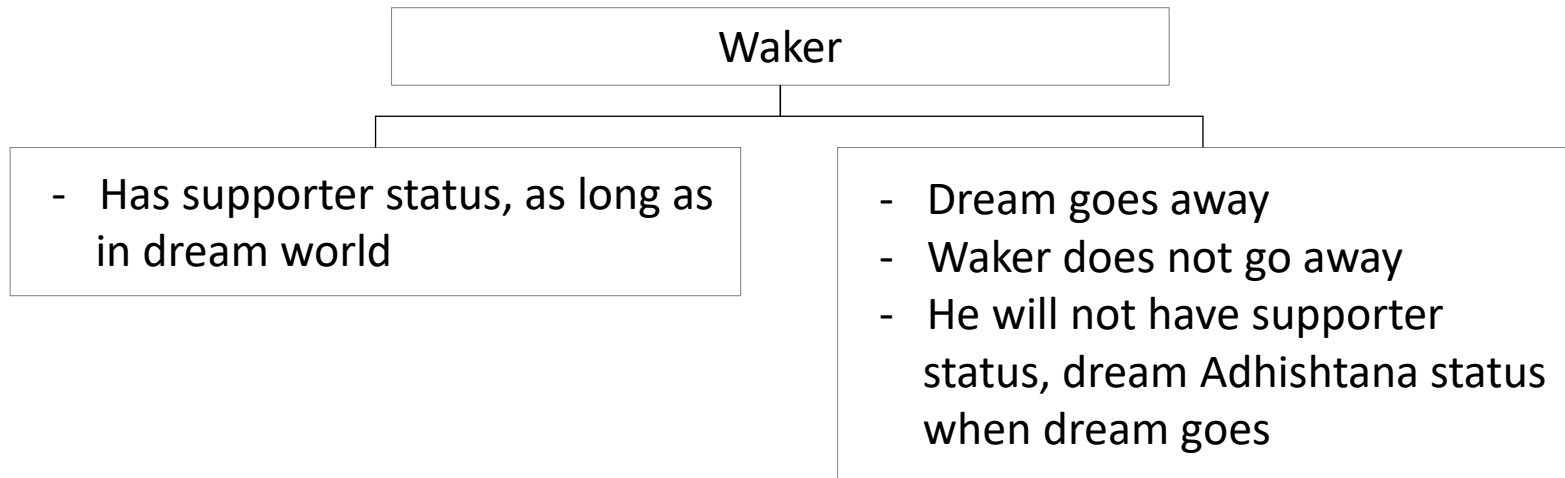 Waker
- Has supporter status, as long as
in dream world
- Dream goes away
- Waker does not go away
- He will not have supporter
status, dream Adhishtana status
when dream goes